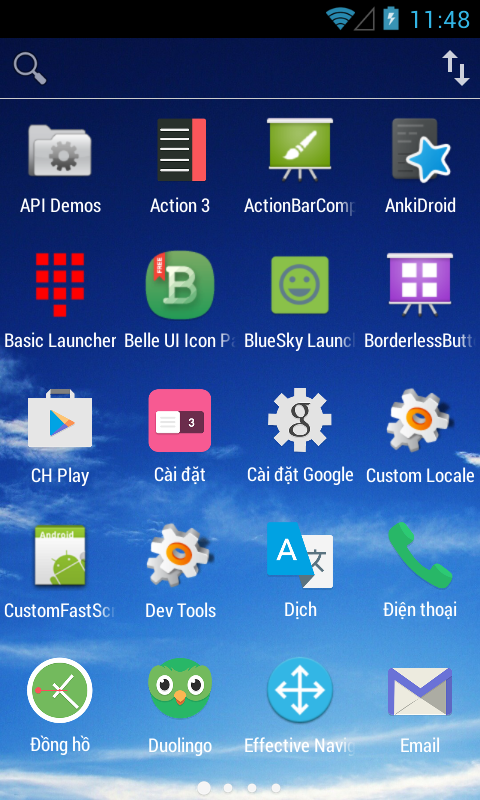 11:48
API Demos
Action 3
ActionBarComp
AnkiDroid
FREE
B
Basic Launcher
Belle UI Icon Pa
BlueSky Launc
BorderlessButt
CH Play
3
Cài đặt
g
Cài đặt Google
Custom Locale
Android
CustomFastScr
Dev Tools
A 文
Dịch
Điện thoại
Đồng hồ
Duolingo
Effective Navig
Email